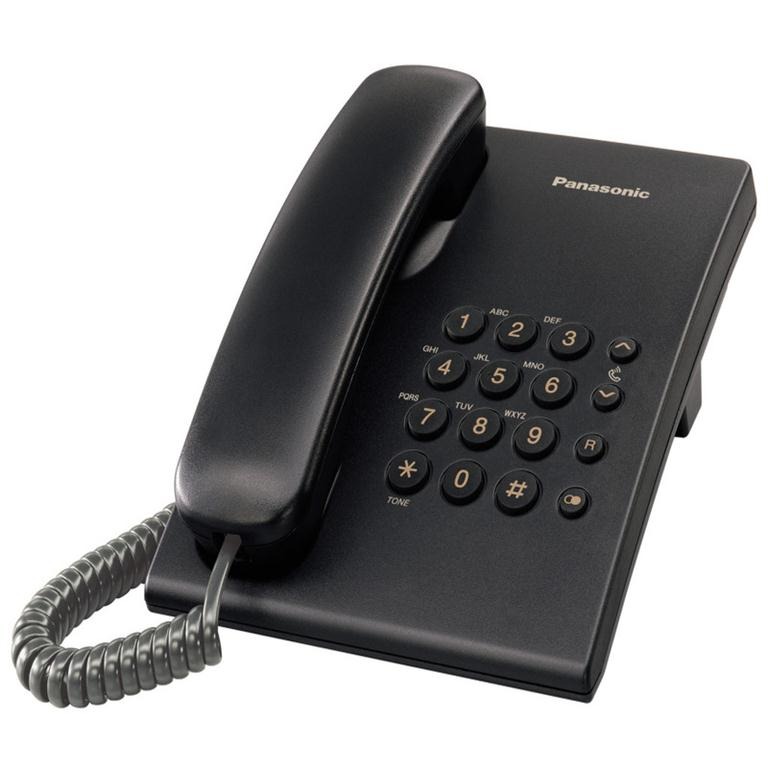 Panasonic
1 ABC 2 DEF 3
GHI 4 JKL 5 MNO 6
PQRS 7 TUV 8 WXYZ 9 R
* 0 #
TONE